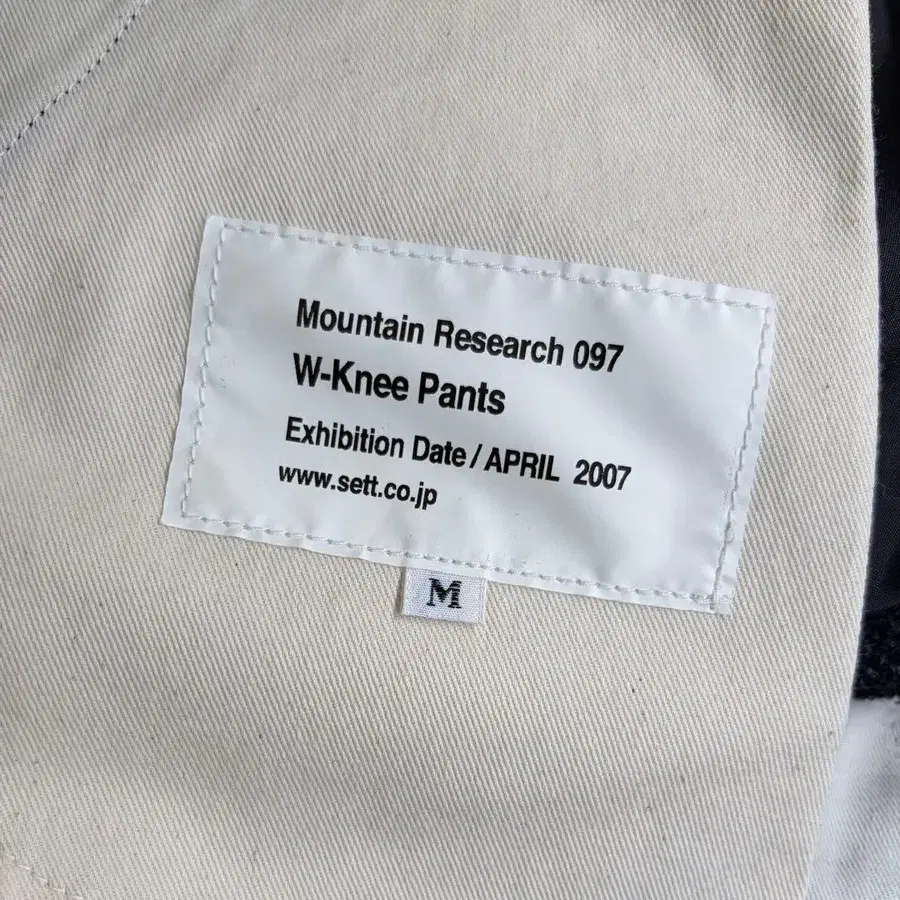 Mountain Research 097
W-Knee Pants
Exhibition Date / APRIL 2007
www.sett.co.jp
M